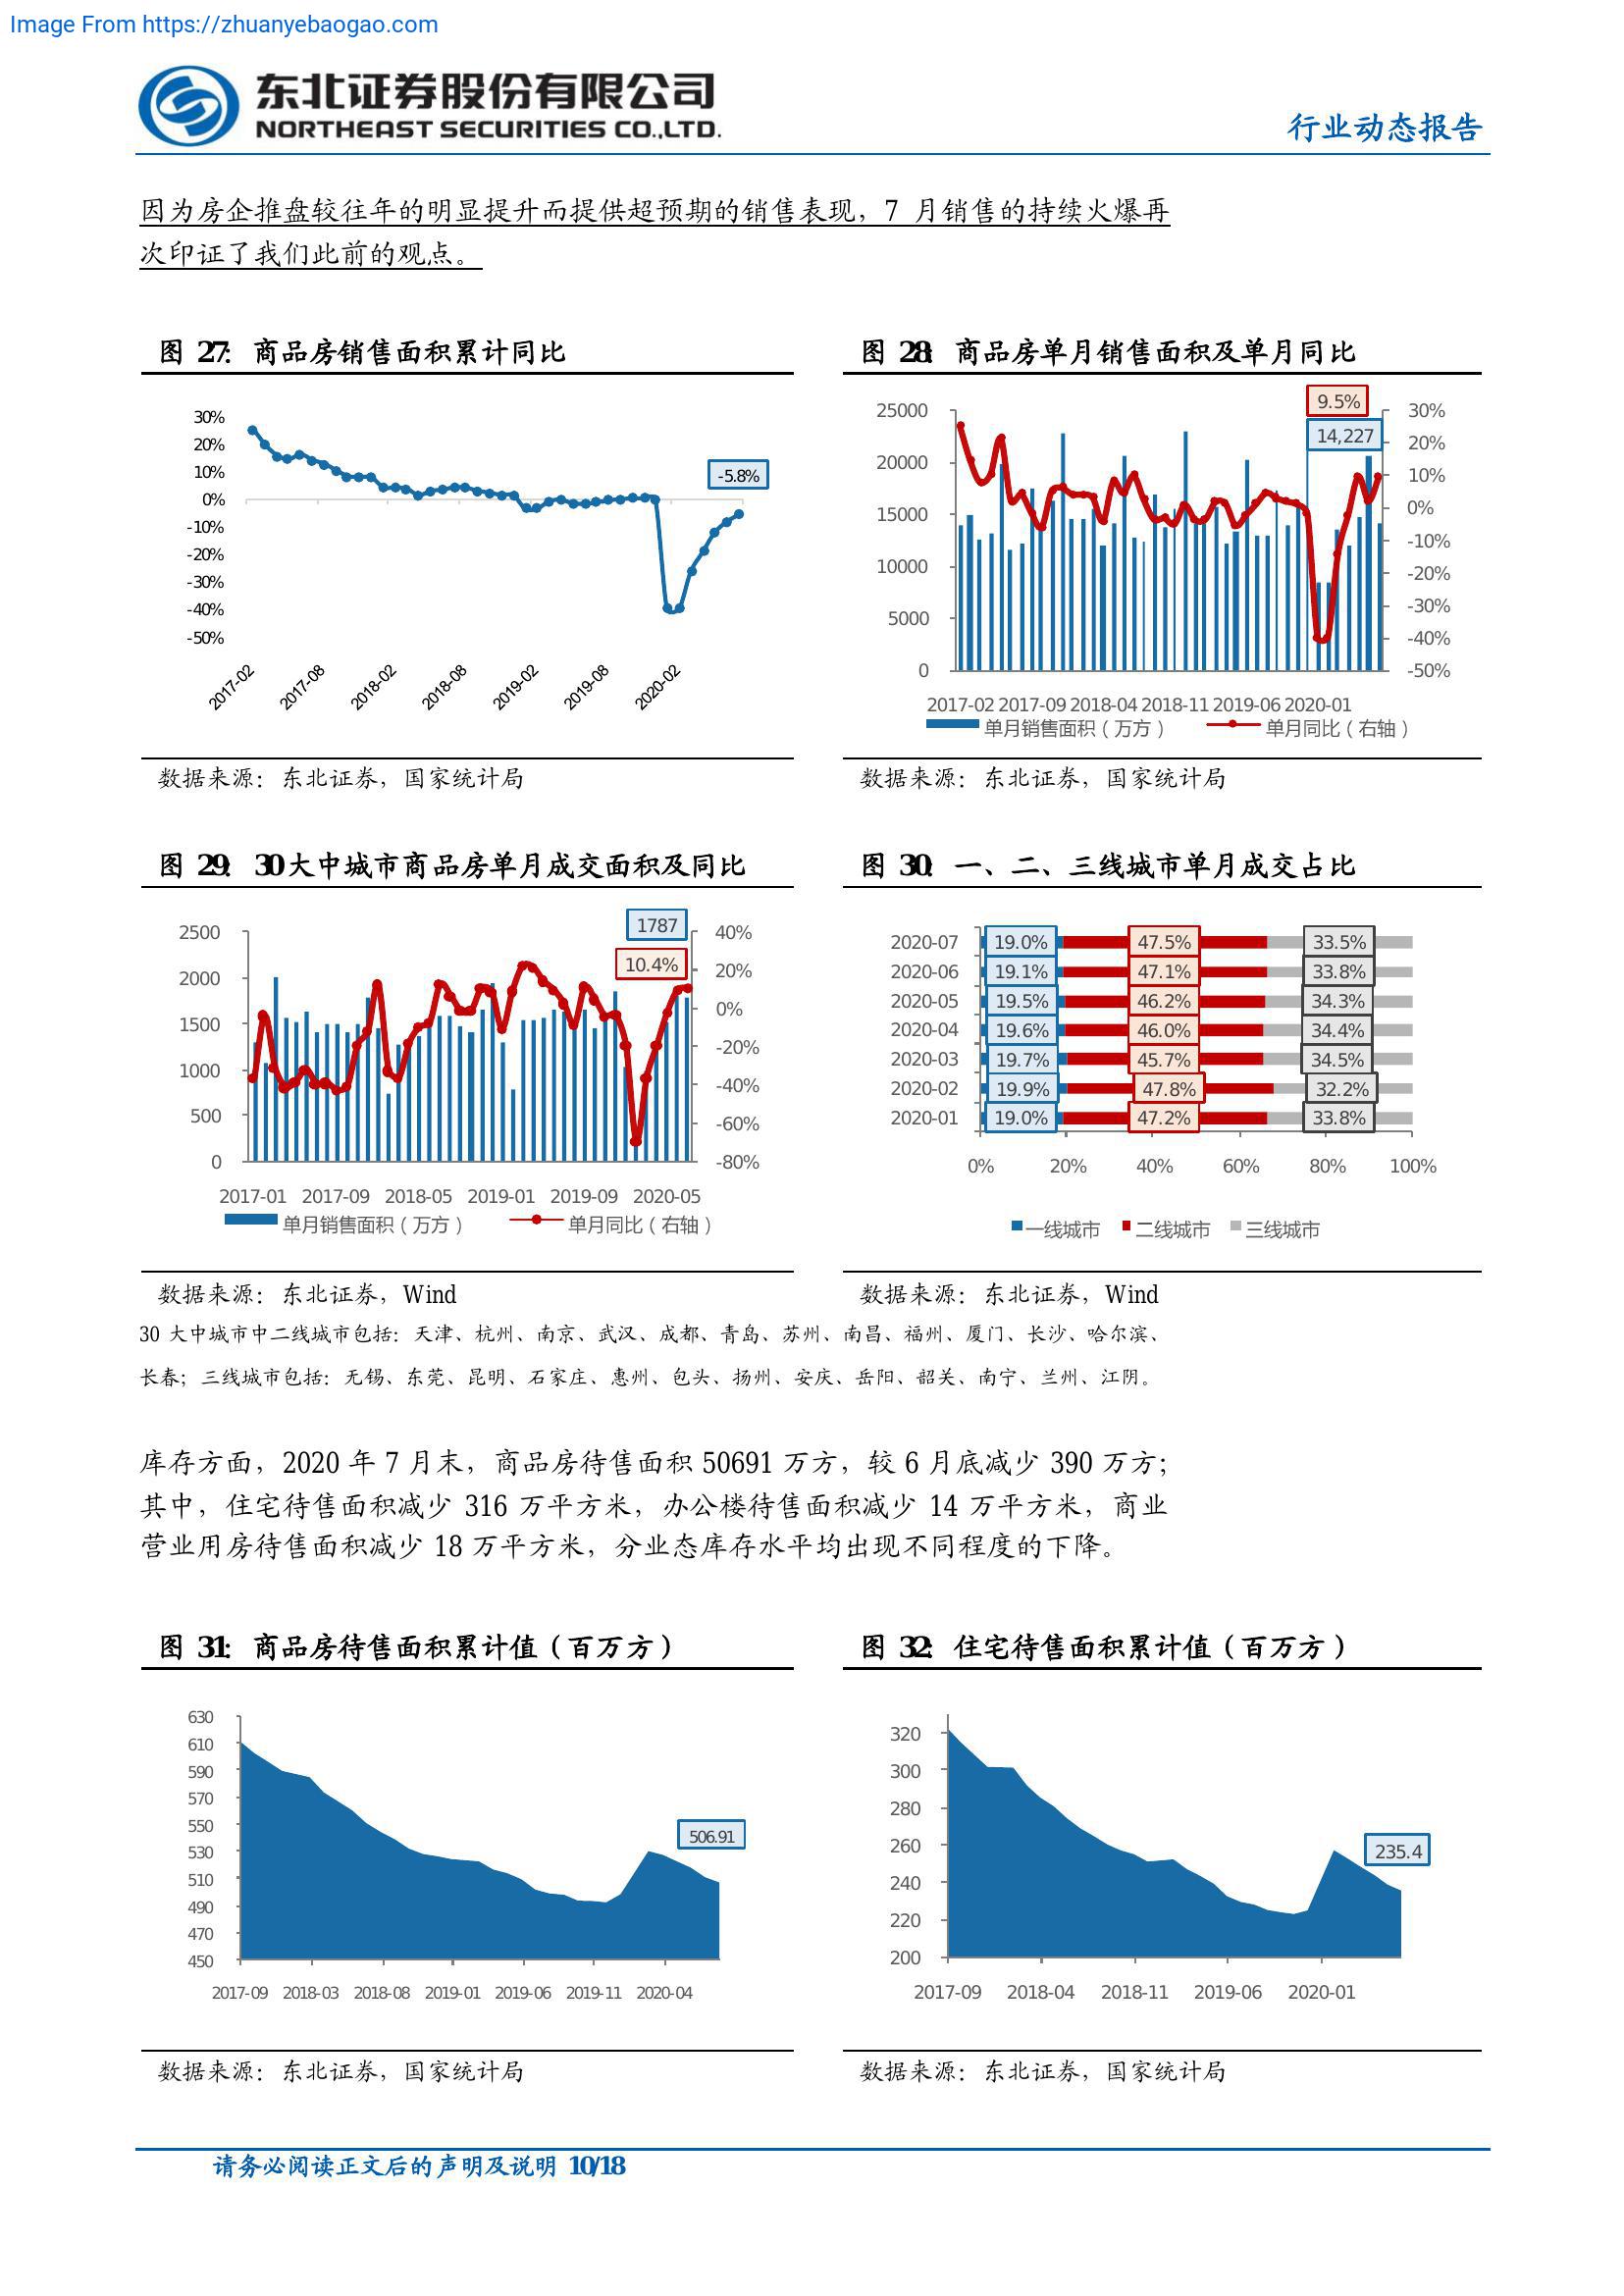 Image From https://zhuanyebaogao.com
东北证券股份有限公司
NORTHEAST SECURITIES CO.,LTD.
行业动态报告
因为房企推盘较往年的明显提升而提供超预期的销售表现，7 月销售的持续火爆再
次印证了我们此前的观点。
图 27： 商品房销售面积累计同比
30%
20%
10%
0%
-10%
-20%
-30%
-40%
-50%
-5.8%
2017-02 2017-08 2018-02 2018-08 2019-02 2019-08 2020-02
数据来源：东北证券，国家统计局
图 28： 商品房单月销售面积及单月同比
9.5%
14,227
25000
20000
15000
10000
5000
0
30%
20%
10%
0%
-10%
-20%
-30%
-40%
-50%
2017-02 2017-09 2018-04 2018-11 2019-06 2020-01
单月销售面积（万方） 单月同比（右轴）
数据来源：东北证券，国家统计局
图 29： 30大中城市商品房单月成交面积及同比
1787
10.4%
2500
2000
1500
1000
500
0
40%
20%
0%
-20%
-40%
-60%
-80%
2017-01 2017-09 2018-05 2019-01 2019-09 2020-05
单月销售面积（万方） 单月同比（右轴）
数据来源：东北证券，Wind
图 30： 一、二、三线城市单月成交占比
2020-07 19.0% 47.5% 33.5%
2020-06 19.1% 47.1% 33.8%
2020-05 19.5% 46.2% 34.3%
2020-04 19.6% 46.0% 34.4%
2020-03 19.7% 45.7% 34.5%
2020-02 19.9% 47.8% 32.2%
2020-01 19.0% 47.2% 33.8%
0% 20% 40% 60% 80% 100%
一线城市 二线城市 三线城市
数据来源：东北证券，Wind
30 大中城市中二线城市包括：天津、杭州、南京、武汉、成都、青岛、苏州、南昌、福州、厦门、长沙、哈尔滨、
长春；三线城市包括：无锡、东莞、昆明、石家庄、惠州、包头、扬州、安庆、岳阳、韶关、南宁、兰州、江阴。
库存方面，2020 年 7 月末，商品房待售面积 50691 万方，较 6 月底减少 390 万方；
其中，住宅待售面积减少 316 万平方米，办公楼待售面积减少 14 万平方米，商业
营业用房待售面积减少 18 万平方米，分业态库存水平均出现不同程度的下降。
图 31： 商品房待售面积累计值（百万方）
630
610
590
570
550
530
510
490
470
450
506.91
2017-09 2018-03 2018-08 2019-01 2019-06 2019-11 2020-04
数据来源：东北证券，国家统计局
图 32： 住宅待售面积累计值（百万方）
320
300
280
260
240
220
200
235.4
2017-09 2018-04 2018-11 2019-06 2020-01
数据来源：东北证券，国家统计局
请务必阅读正文后的声明及说明 10/18